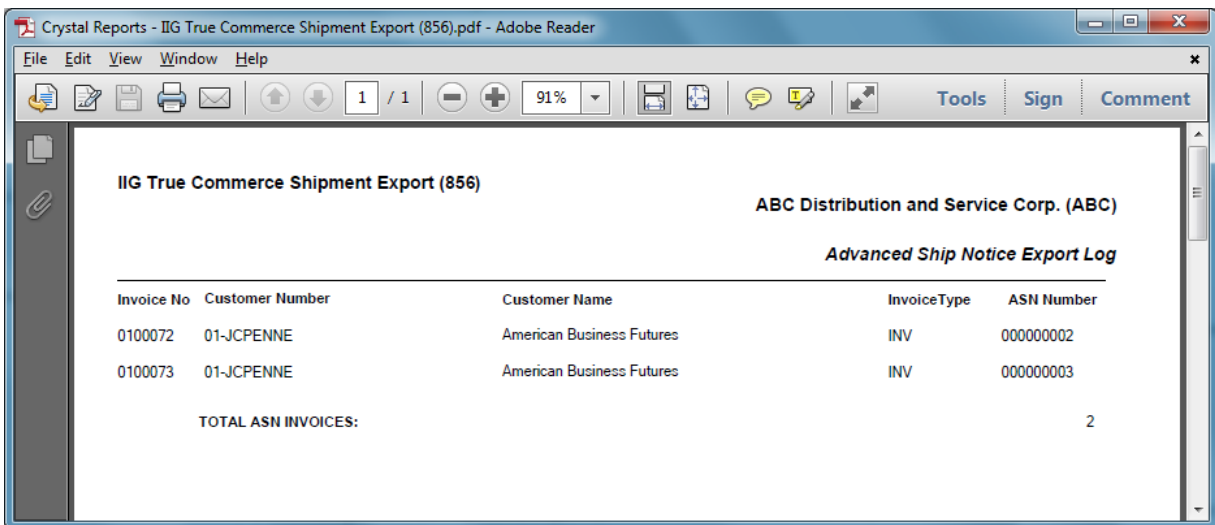 Crystal Reports - IIG True Commerce Shipment Export (856).pdf - Adobe Reader
File Edit View Window Help
1 / 1 91% Tools Sign Comment
IIG True Commerce Shipment Export (856)
ABC Distribution and Service Corp. (ABC)
Advanced Ship Notice Export Log
Invoice No Customer Number Customer Name InvoiceType ASN Number
0100072 01-JCPENNE American Business Futures INV 000000002
0100073 01-JCPENNE American Business Futures INV 000000003
TOTAL ASN INVOICES: 2